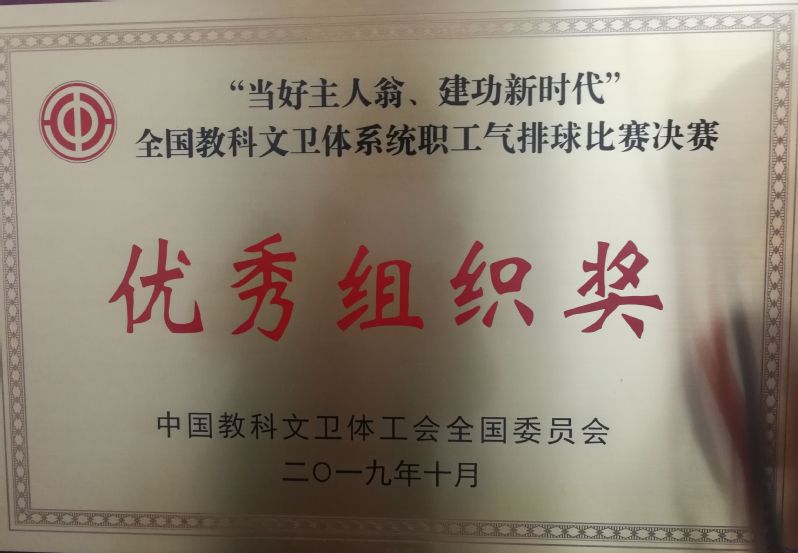 “当好主人翁、建功新时代”
全国教科文卫体系统职工气排球比赛决赛
优秀组织奖
中国教科文卫体工会全国委员会
二〇一九年十月